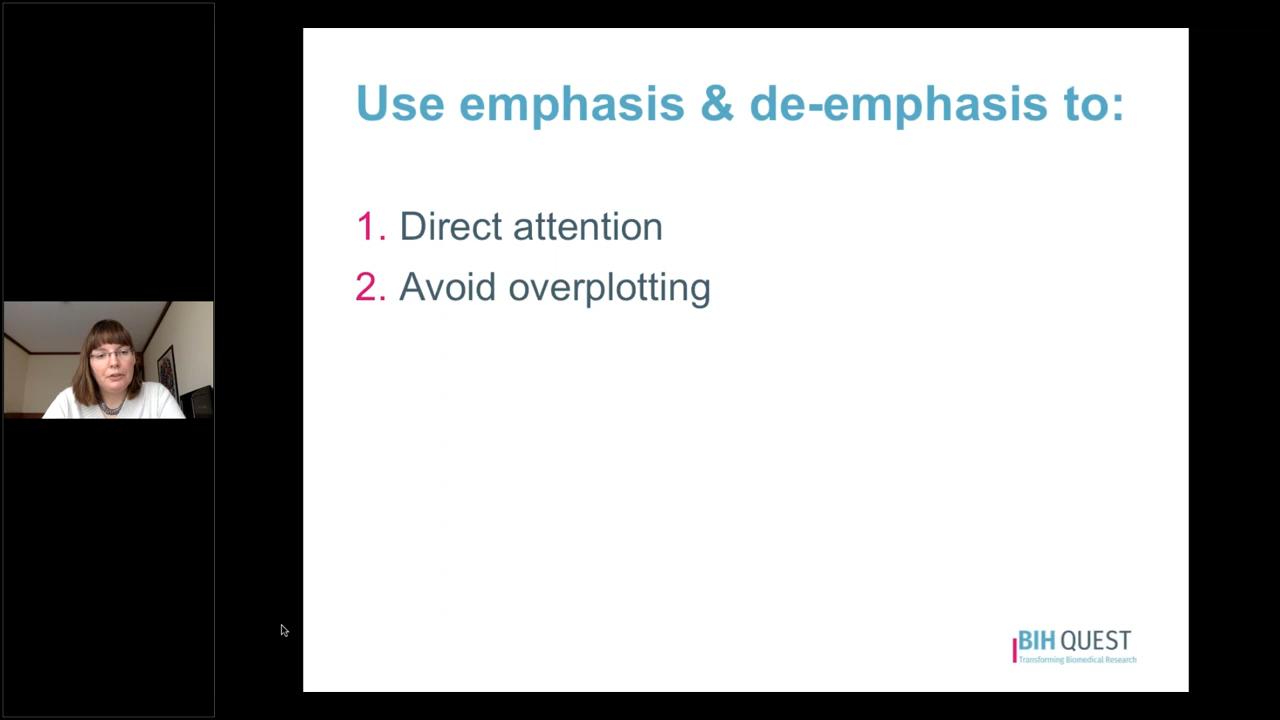 Use emphasis & de-emphasis to:
1. Direct attention
2. Avoid overplotting
BIH QUEST
Transforming Biomedical Research